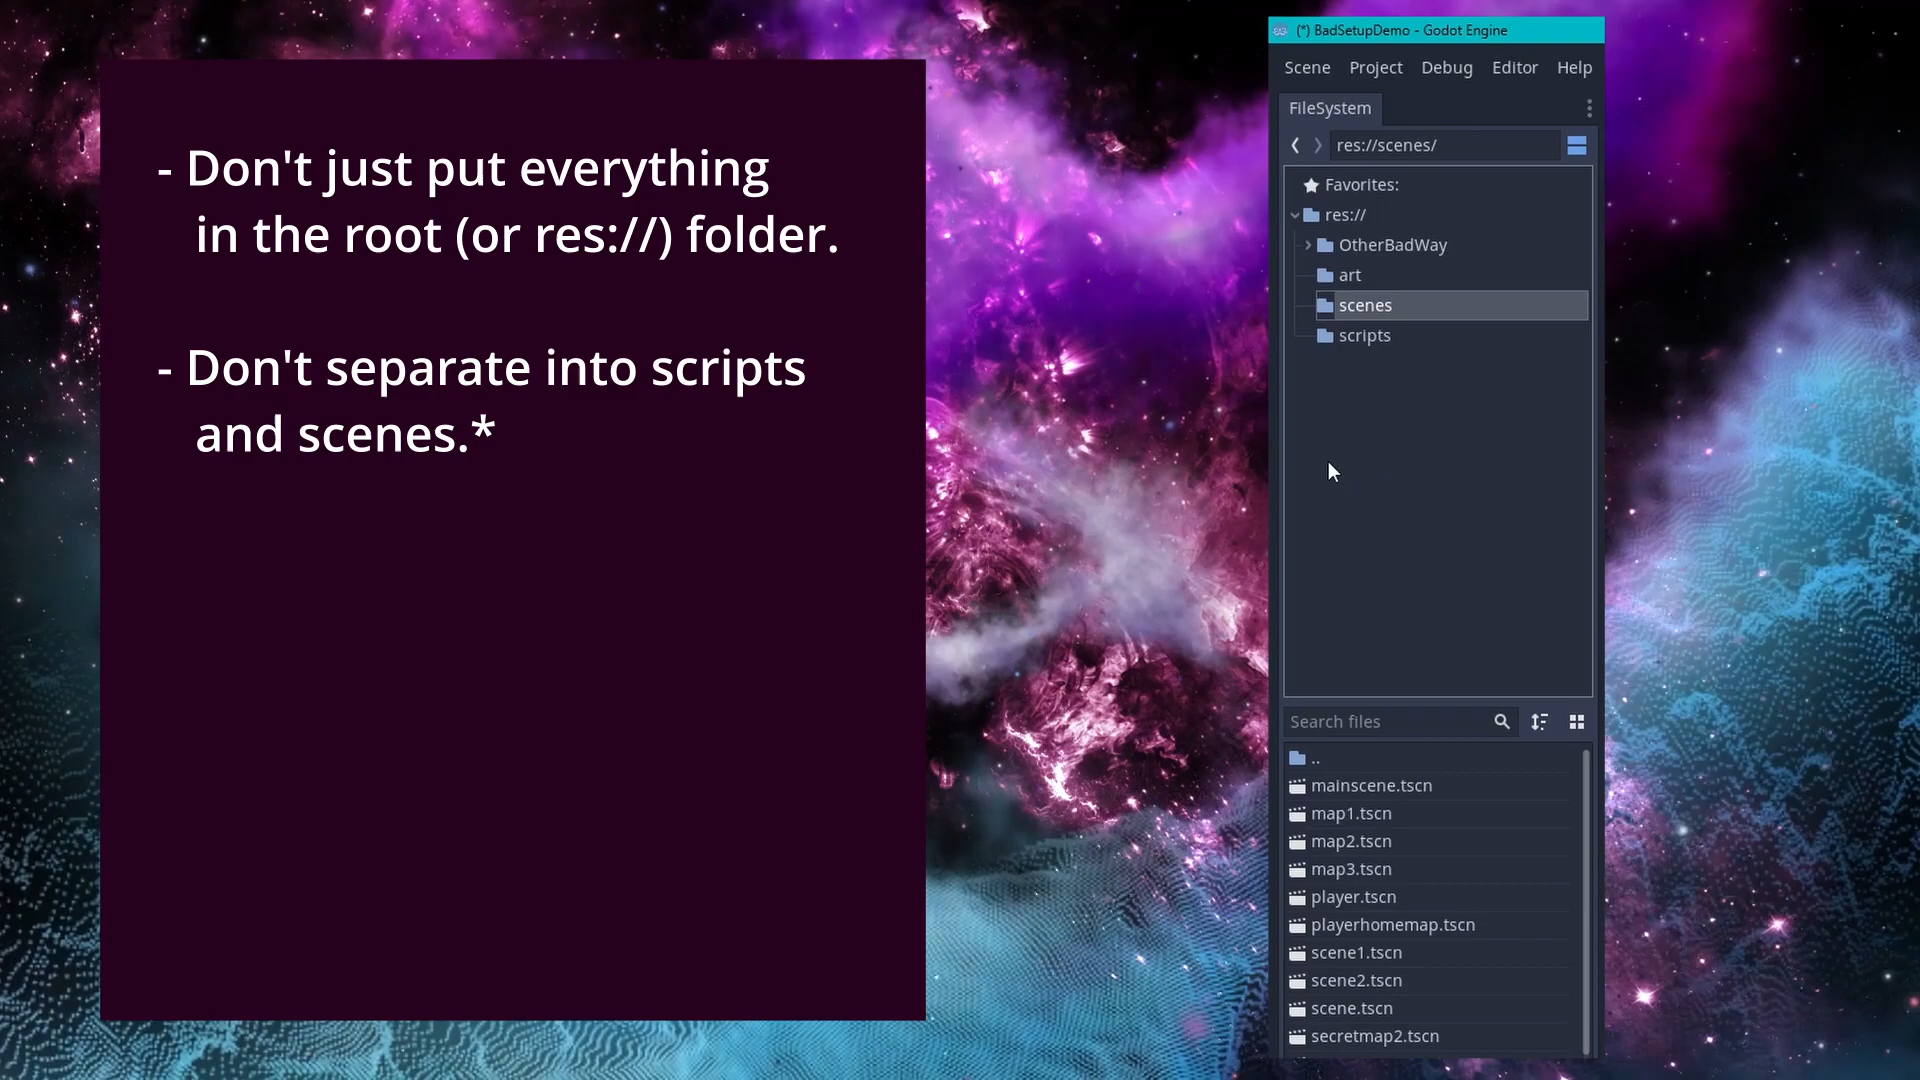 - Don't just put everything
in the root (or res://) folder.
- Don't separate into scripts
and scenes.*
(*) BadSetupDemo - Godot Engine
Scene Project Debug Editor Help
FileSystem
res://scenes/
Favorites:
res://
OtherBadWay
art
scenes
scripts
Search files
..
mainscene.tscn
map1.tscn
map2.tscn
map3.tscn
player.tscn
playerhomemap.tscn
scene1.tscn
scene2.tscn
scene.tscn
secretmap2.tscn